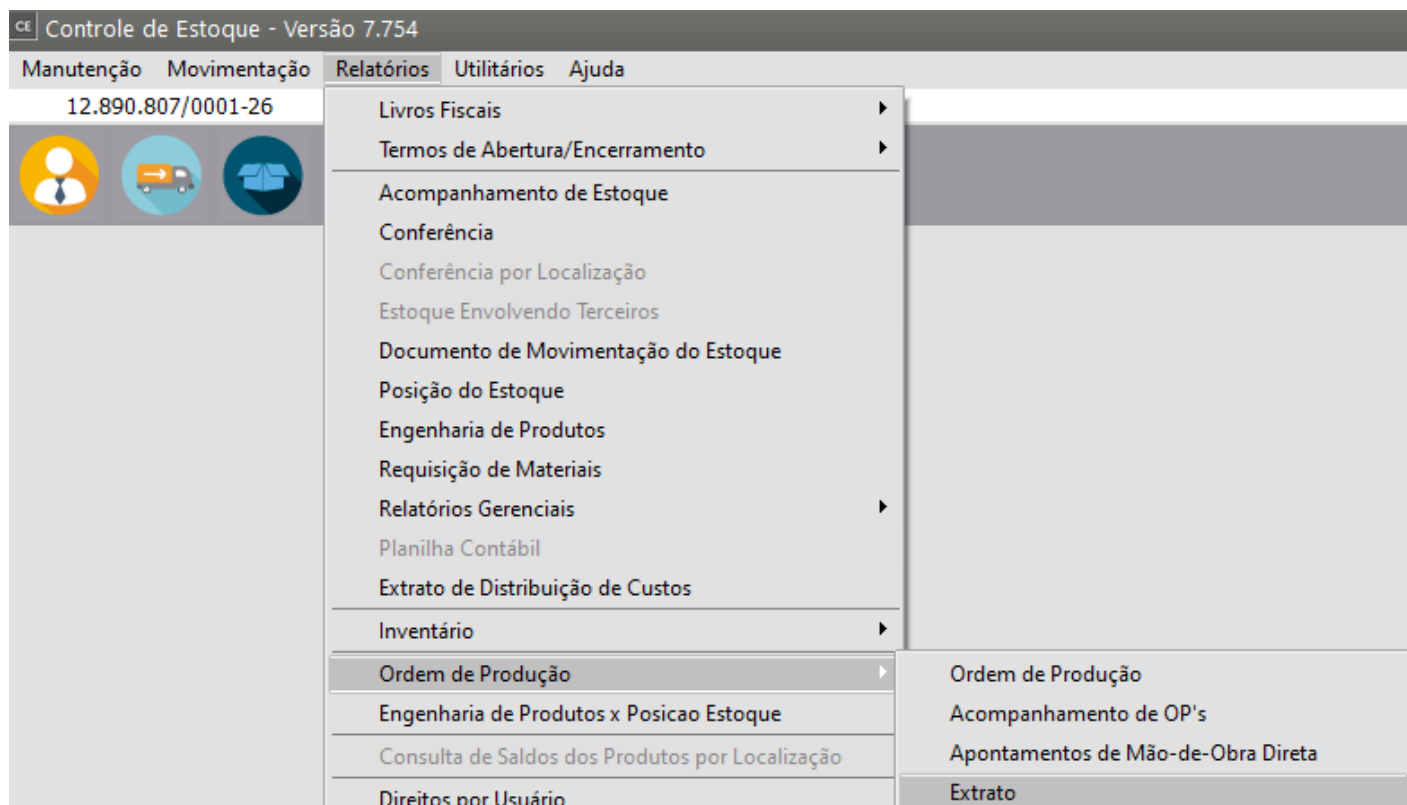 CE Controle de Estoque - Versão 7.754
Manutenção Movimentação Relatórios Utilitários Ajuda
12.890.807/0001-26
Livros Fiscais
Termos de Abertura/Encerramento
Acompanhamento de Estoque
Conferência
Conferência por Localização
Estoque Envolvendo Terceiros
Documento de Movimentação do Estoque
Posição do Estoque
Engenharia de Produtos
Requisição de Materiais
Relatórios Gerenciais
Planilha Contábil
Extrato de Distribuição de Custos
Inventário
Ordem de Produção
Engenharia de Produtos x Posicao Estoque
Consulta de Saldos dos Produtos por Localização
Direitos por Usuário
Ordem de Produção
Acompanhamento de OP's
Apontamentos de Mão-de-Obra Direta
Extrato